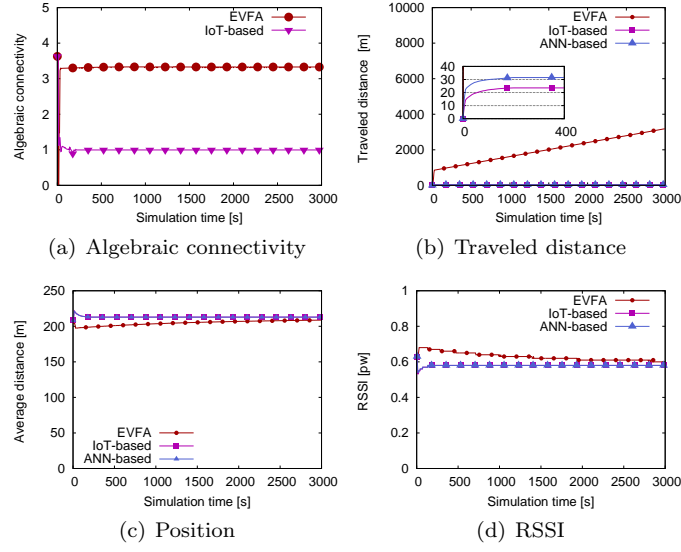 EVFA
IoT-based
5
4
3
2
1
0
0 500 1000 1500 2000 2500 3000
Algebraic connectivity
Simulation time [s]
(a) Algebraic connectivity
EVFA
IoT-based
ANN-based
10000
8000
6000
4000
2000
0
40
30
20
10
0
0 400
0 500 1000 1500 2000 2500 3000
Traveled distance [m]
Simulation time [s]
(b) Traveled distance
250
200
150
100
50
0
EVFA
IoT-based
ANN-based
0 500 1000 1500 2000 2500 3000
Average distance [m]
Simulation time [s]
(c) Position
EVFA
IoT-based
ANN-based
1
0.8
0.6
0.4
0.2
0
0 500 1000 1500 2000 2500 3000
RSSI [pw]
Simulation time [s]
(d) RSSI